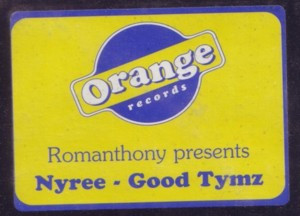 Orange
records
Romanthony presents
Nyree - Good Tymz